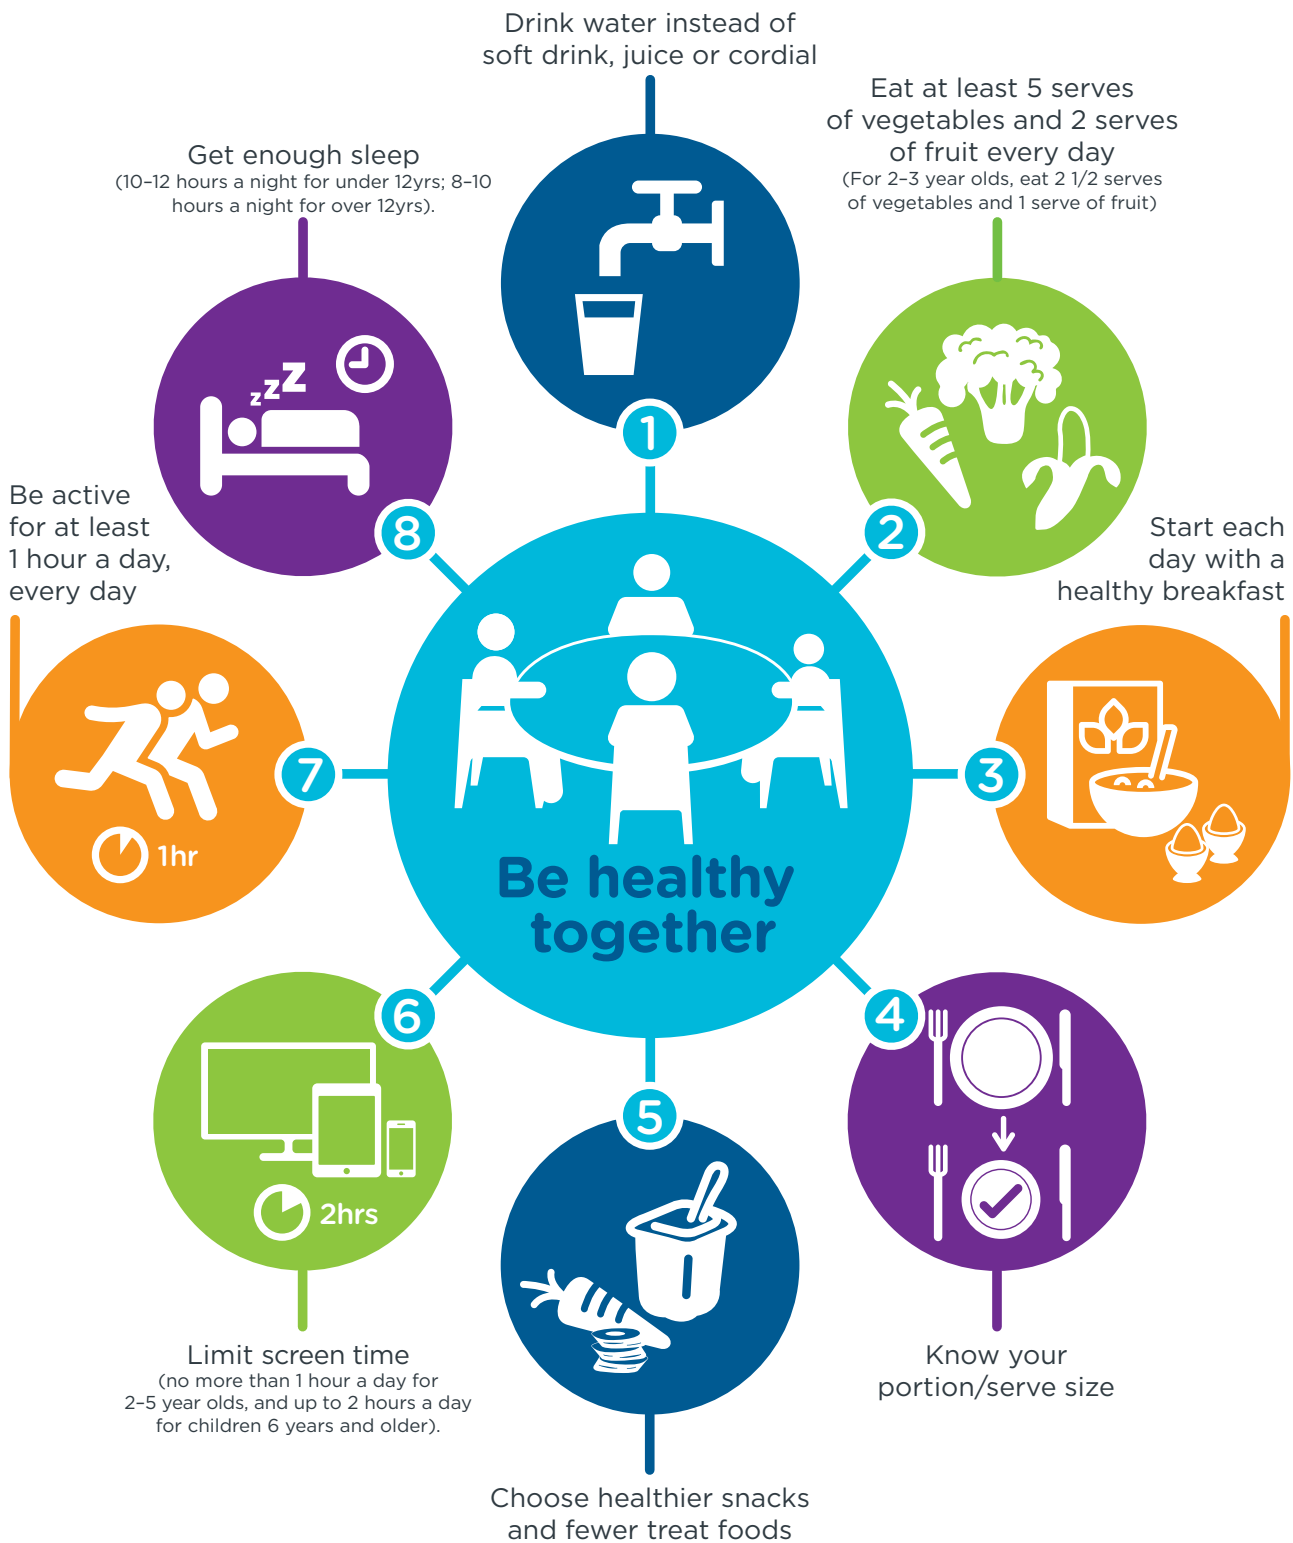 Drink water instead of
soft drink, juice or cordial
1
Eat at least 5 serves
of vegetables and 2 serves
of fruit every day
(For 2–3 year olds, eat 2 1/2 serves
of vegetables and 1 serve of fruit)
2
Start each
day with a
healthy breakfast
3
4
Know your
portion/serve size
5
Choose healthier snacks
and fewer treat foods
6
2hrs
Limit screen time
(no more than 1 hour a day for
2–5 year olds, and up to 2 hours a day
for children 6 years and older).
Be active
for at least
1 hour a day,
every day
7
1hr
Get enough sleep
(10–12 hours a night for under 12yrs; 8–10
hours a night for over 12yrs).
zzz
8
Be healthy
together